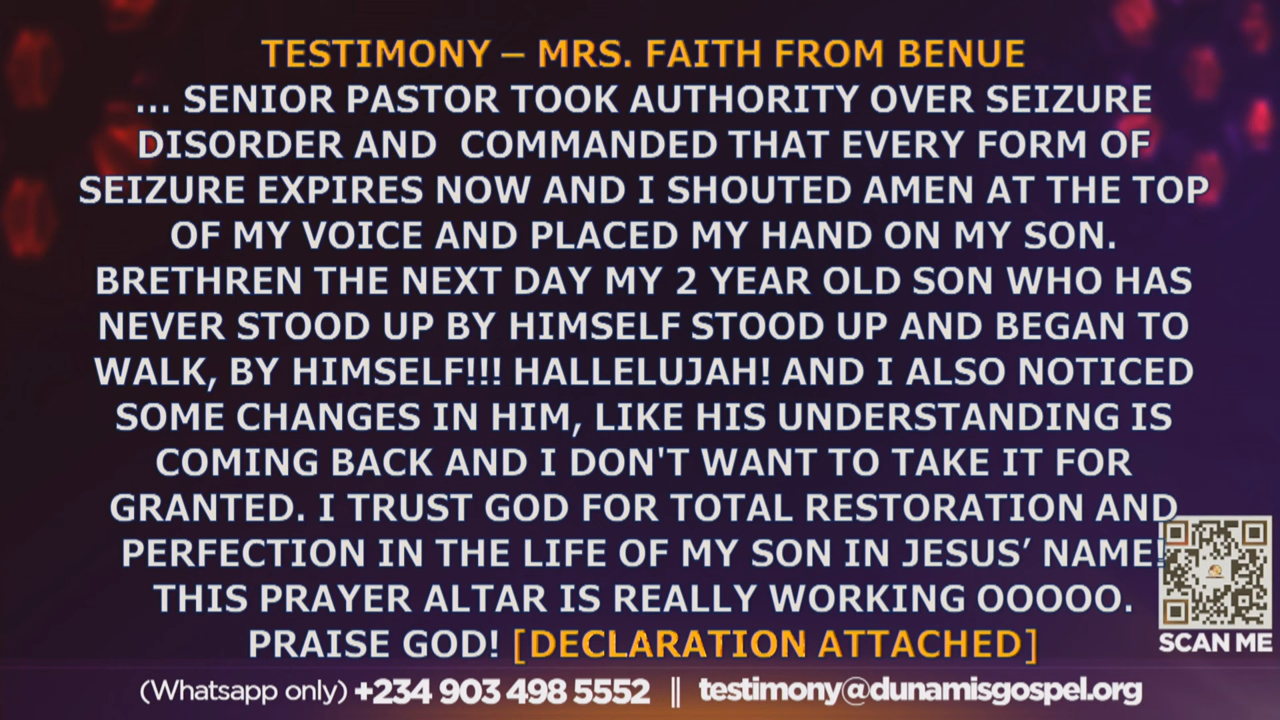 TESTIMONY – MRS. FAITH FROM BENUE
... SENIOR PASTOR TOOK AUTHORITY OVER SEIZURE
DISORDER AND COMMANDED THAT EVERY FORM OF
SEIZURE EXPIRES NOW AND I SHOUTED AMEN AT THE TOP
OF MY VOICE AND PLACED MY HAND ON MY SON.
BRETHREN THE NEXT DAY MY 2 YEAR OLD SON WHO HAS
NEVER STOOD UP BY HIMSELF STOOD UP AND BEGAN TO
WALK, BY HIMSELF!!! HALLELUJAH! AND I ALSO NOTICED
SOME CHANGES IN HIM, LIKE HIS UNDERSTANDING IS
COMING BACK AND I DON'T WANT TO TAKE IT FOR
GRANTED. I TRUST GOD FOR TOTAL RESTORATION AND
PERFECTION IN THE LIFE OF MY SON IN JESUS’ NAME!
THIS PRAYER ALTAR IS REALLY WORKING OOOOO.
PRAISE GOD! [DECLARATION ATTACHED]
SCAN ME
(Whatsapp only) +234 903 498 5552 || testimony@dunamisgospel.org